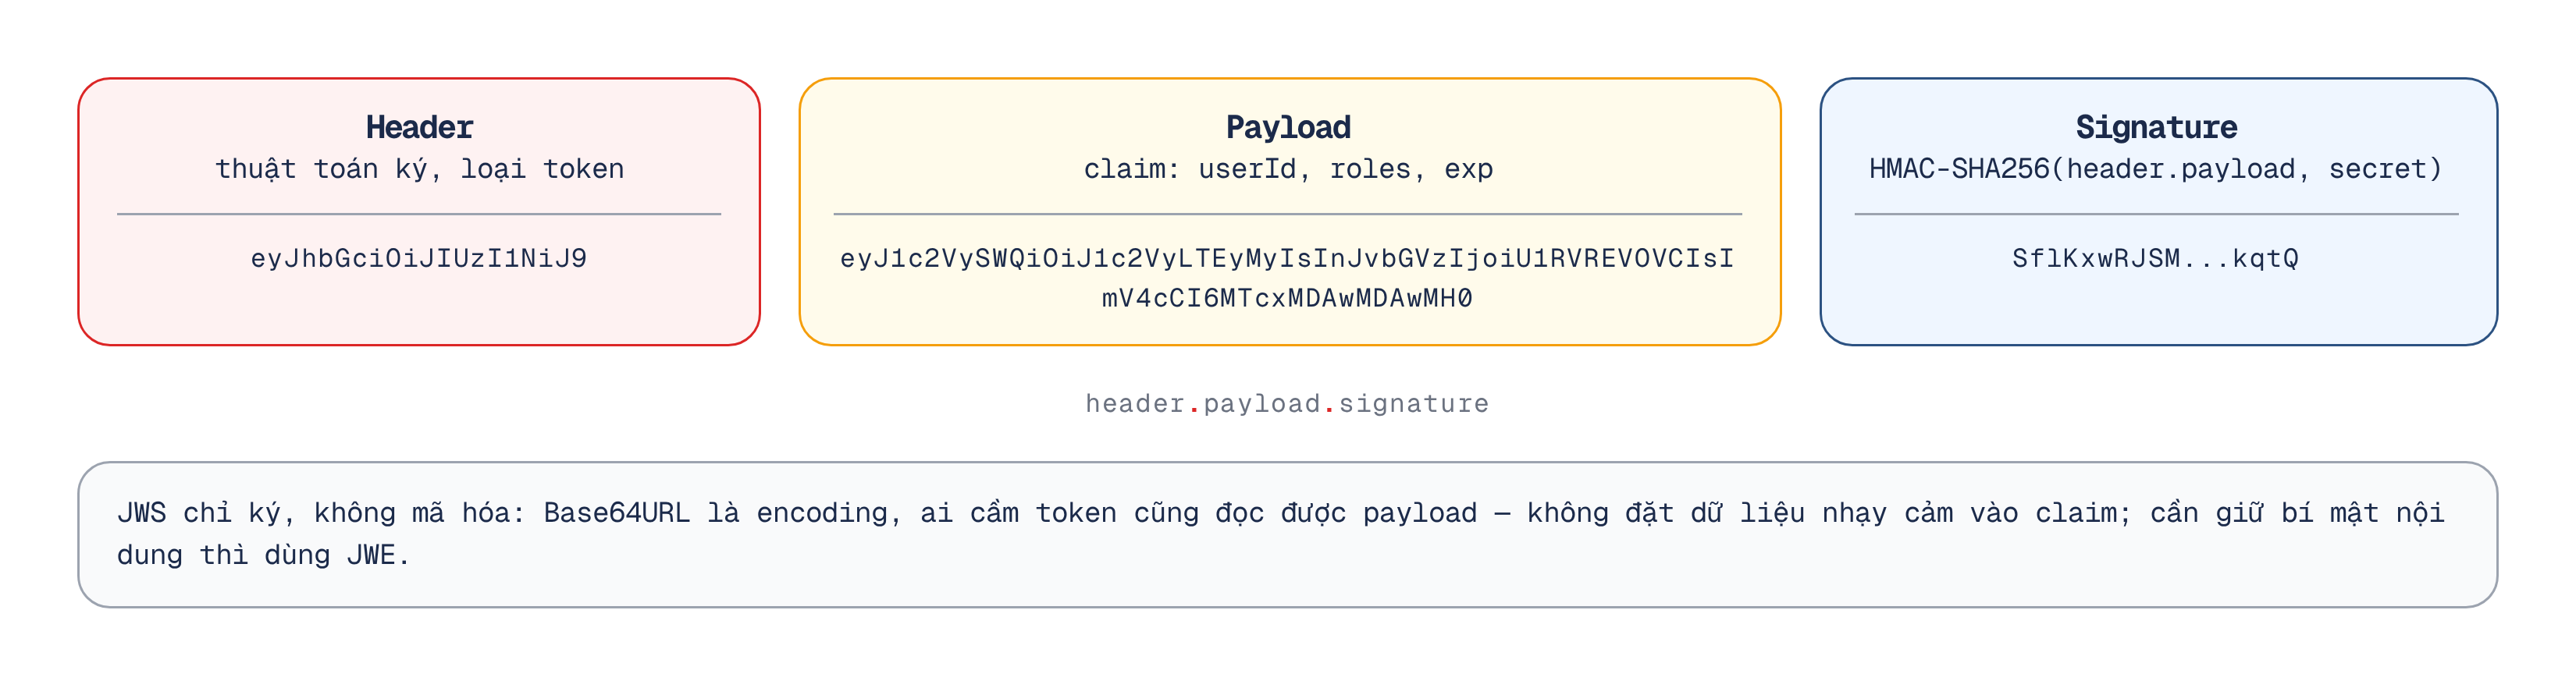 Header
thuật toán ký, loại token
eyJhbGciOiJIUzI1NiJ9
Payload
claim: userId, roles, exp
eyJ1c2VySWQiOiJ1c2VyLTEyMyIsInJvbGVzIjoiU1RVREVOVCIsI
mV4cCI6MTcxMDAwMDAwMH0
Signature
HMAC-SHA256(header.payload, secret)
SflKxwRJSM...kqtQ
header.payload.signature
JWS chỉ ký, không mã hóa: Base64URL là encoding, ai cầm token cũng đọc được payload — không đặt dữ liệu nhạy cảm vào claim; cần giữ bí mật nội
dung thì dùng JWE.